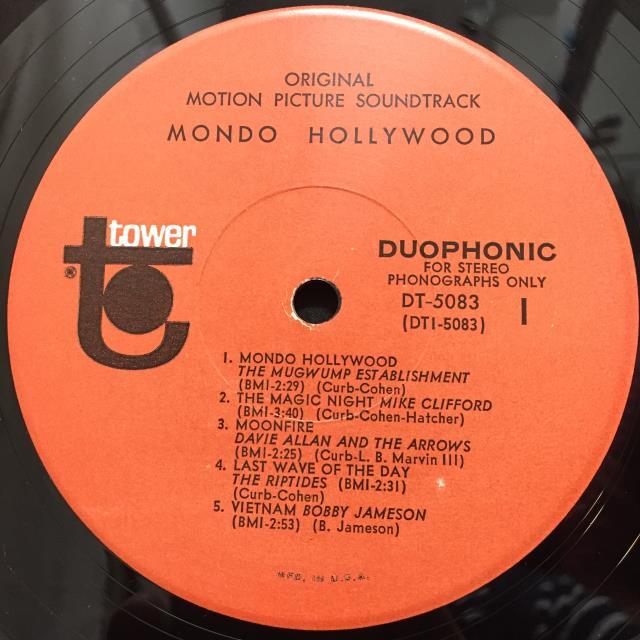 ORIGINAL
MOTION PICTURE SOUNDTRACK
MONDO HOLLYWOOD
tower
®
DUOPHONIC
FOR STEREO
PHONOGRAPHS ONLY
DT-5083
(DT1-5083)
1
1. MONDO HOLLYWOOD
THE MUGWUMP ESTABLISHMENT
(BMI-2:29) (Curb-Cohen)
2. THE MAGIC NIGHT MIKE CLIFFORD
(BMI-3:40) (Curb-Cohen-Hatcher)
3. MOONFIRE
DAVIE ALLAN AND THE ARROWS
(BMI-2:25) (Curb-L. B. Marvin III)
4. LAST WAVE OF THE DAY
THE RIPTIDES (BMI-2:31)
(Curb-Cohen)
5. VIETNAM BOBBY JAMESON
(BMI-2:53) (B. Jameson)
MFD. IN U.S.A.